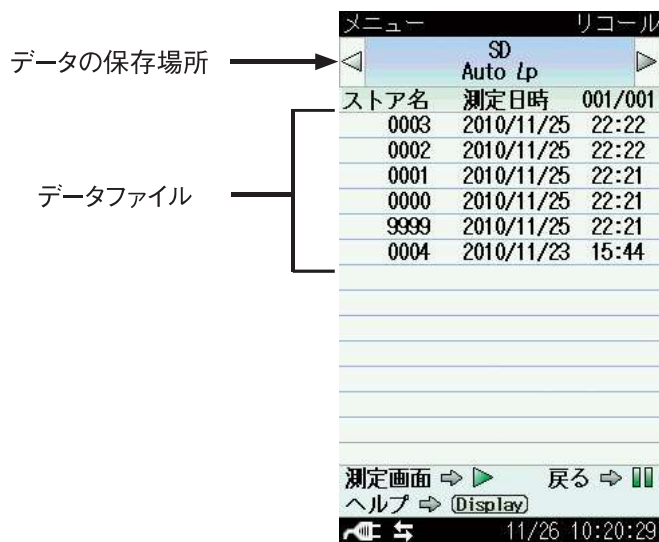 メニュー リコール
データの保存場所
SD
Auto Lp
ストア名 測定日時 001/001
データファイル
0003 2010/11/25 22:22
0002 2010/11/25 22:22
0001 2010/11/25 22:21
0000 2010/11/25 22:21
9999 2010/11/25 22:21
0004 2010/11/23 15:44
測定画面 ⇨ ▶ 戻る ⇨ ▮▮
ヘルプ ⇨ Display
11/26 10:20:29